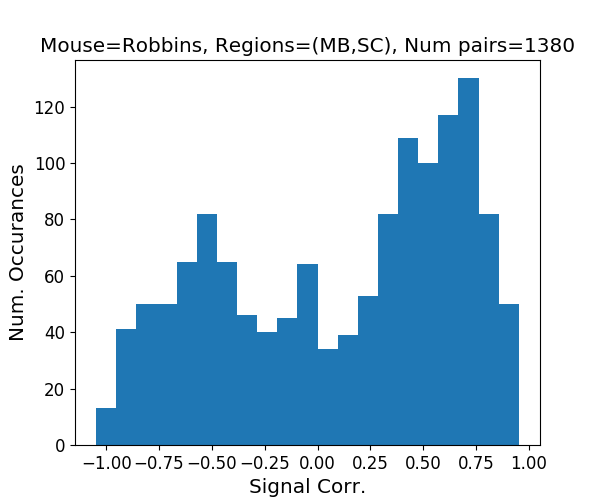 Mouse=Robbins, Regions=(MB,SC), Num pairs=1380
120
100
80
60
40
20
0
Num. Occurances
−1.00 −0.75 −0.50 −0.25 0.00 0.25 0.50 0.75 1.00
Signal Corr.